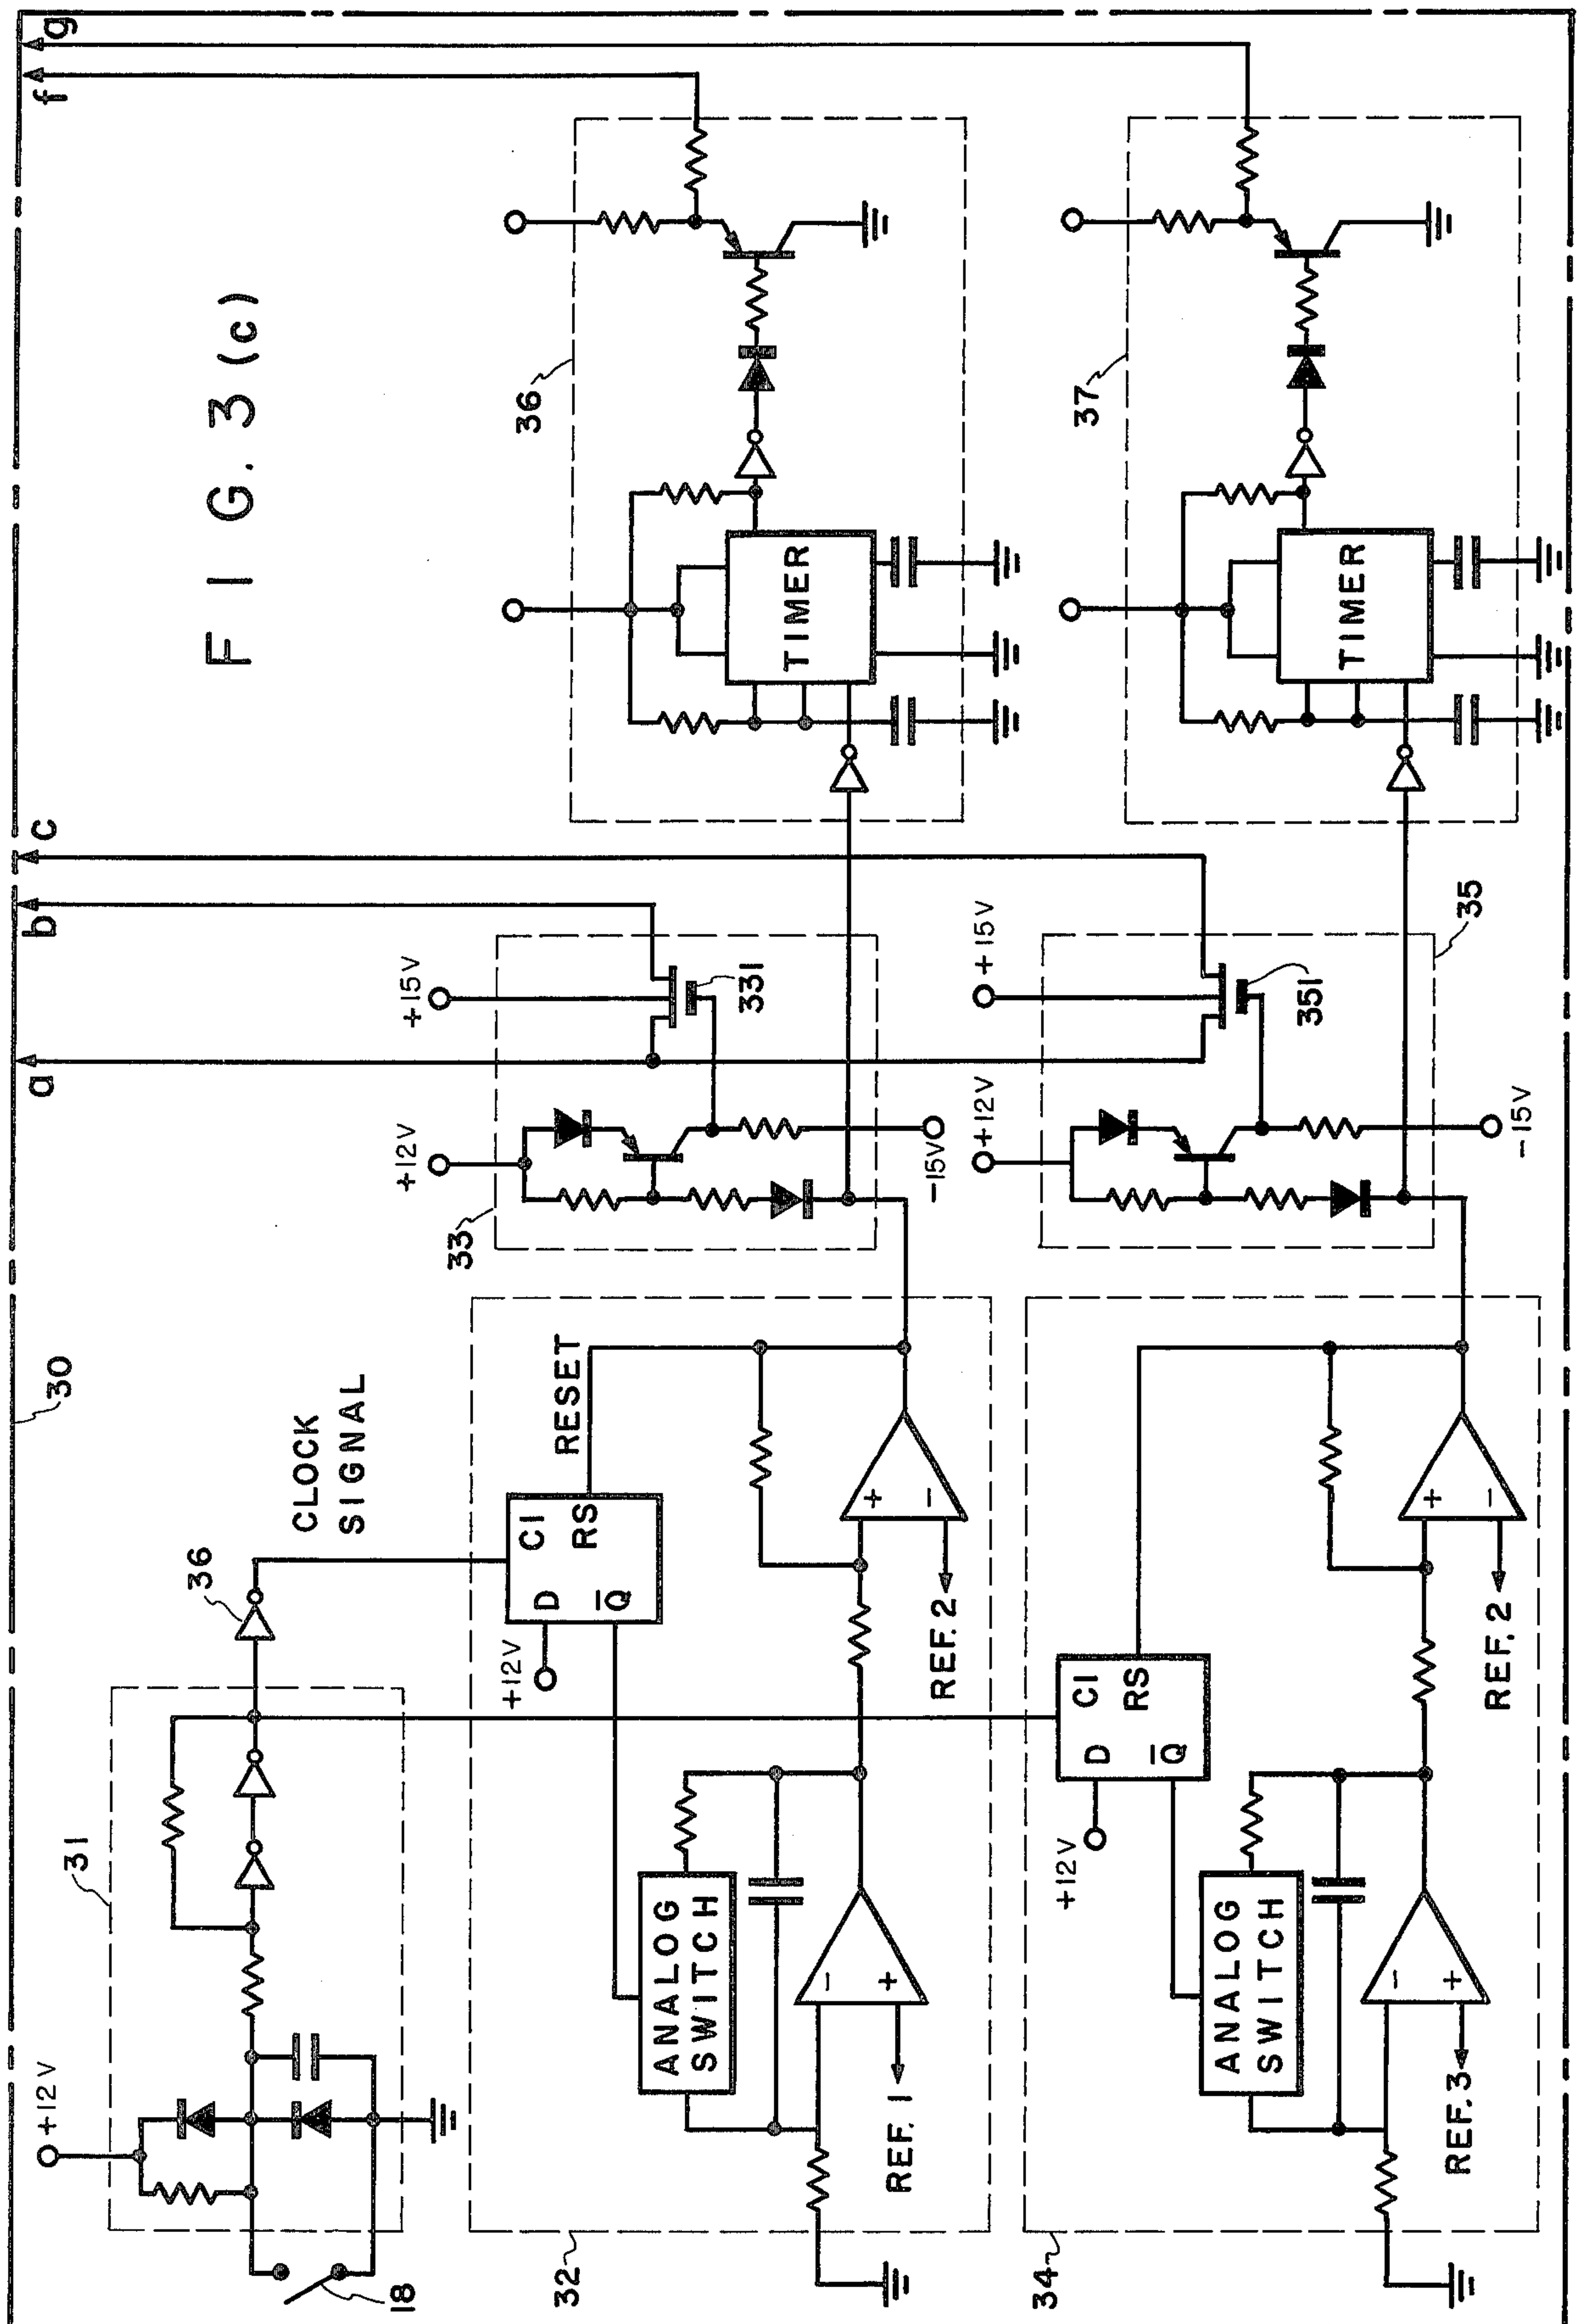 FIG. 3 (c)
30
a
b
c
f
g
+12V
31
18
36
CLOCK
SIGNAL
32
+12V
D
CI
Q̅
RS
RESET
ANALOG
SWITCH
-
+
REF. 1
+
-
REF. 2
33
+12V
+15V
331
-15V
36
TIMER
34
+12V
D
CI
Q̅
RS
ANALOG
SWITCH
-
+
REF. 3
+
-
REF. 2
+12V
+15V
351
35
-15V
37
TIMER